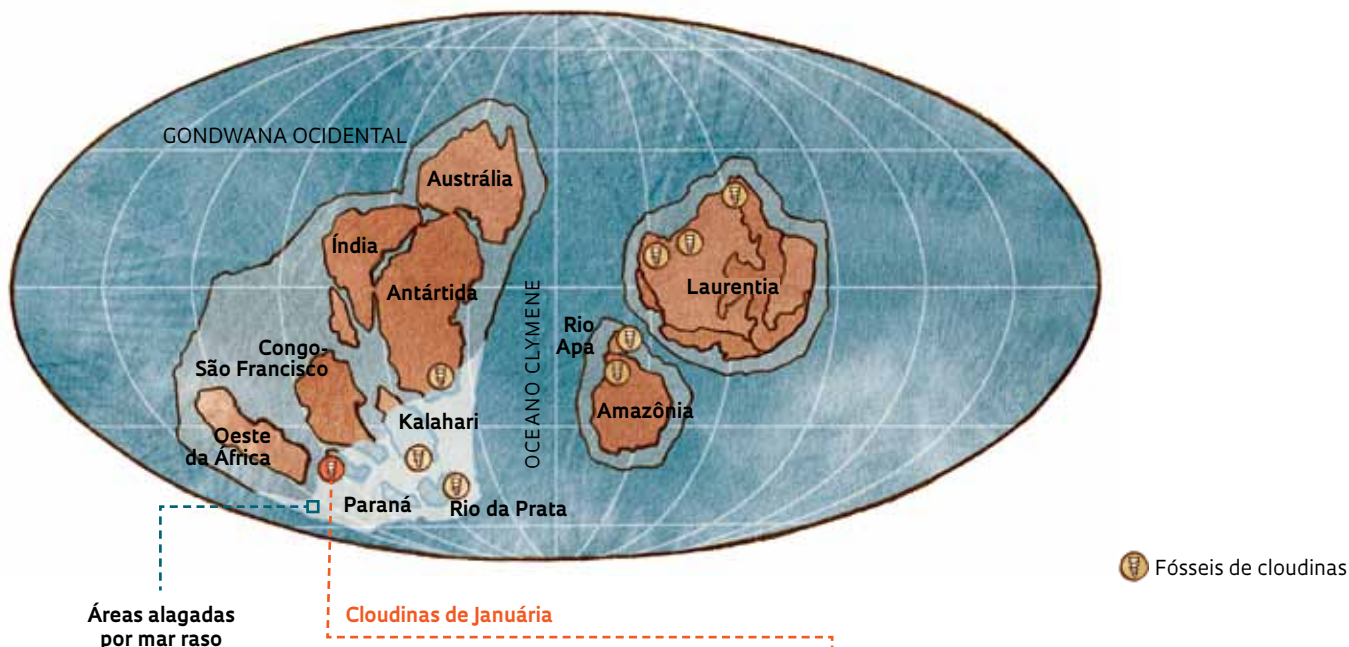 GONDWANA OCIDENTAL
Austrália
Índia
Antártida
Laurentia
OCEANO CLYMENE
Rio
Apa
Congo-
São Francisco
Kalahari
Amazônia
Oeste
da África
Paraná
Rio da Prata
Fósseis de cloudinas
Áreas alagadas
por mar raso
Cloudinas de Januária